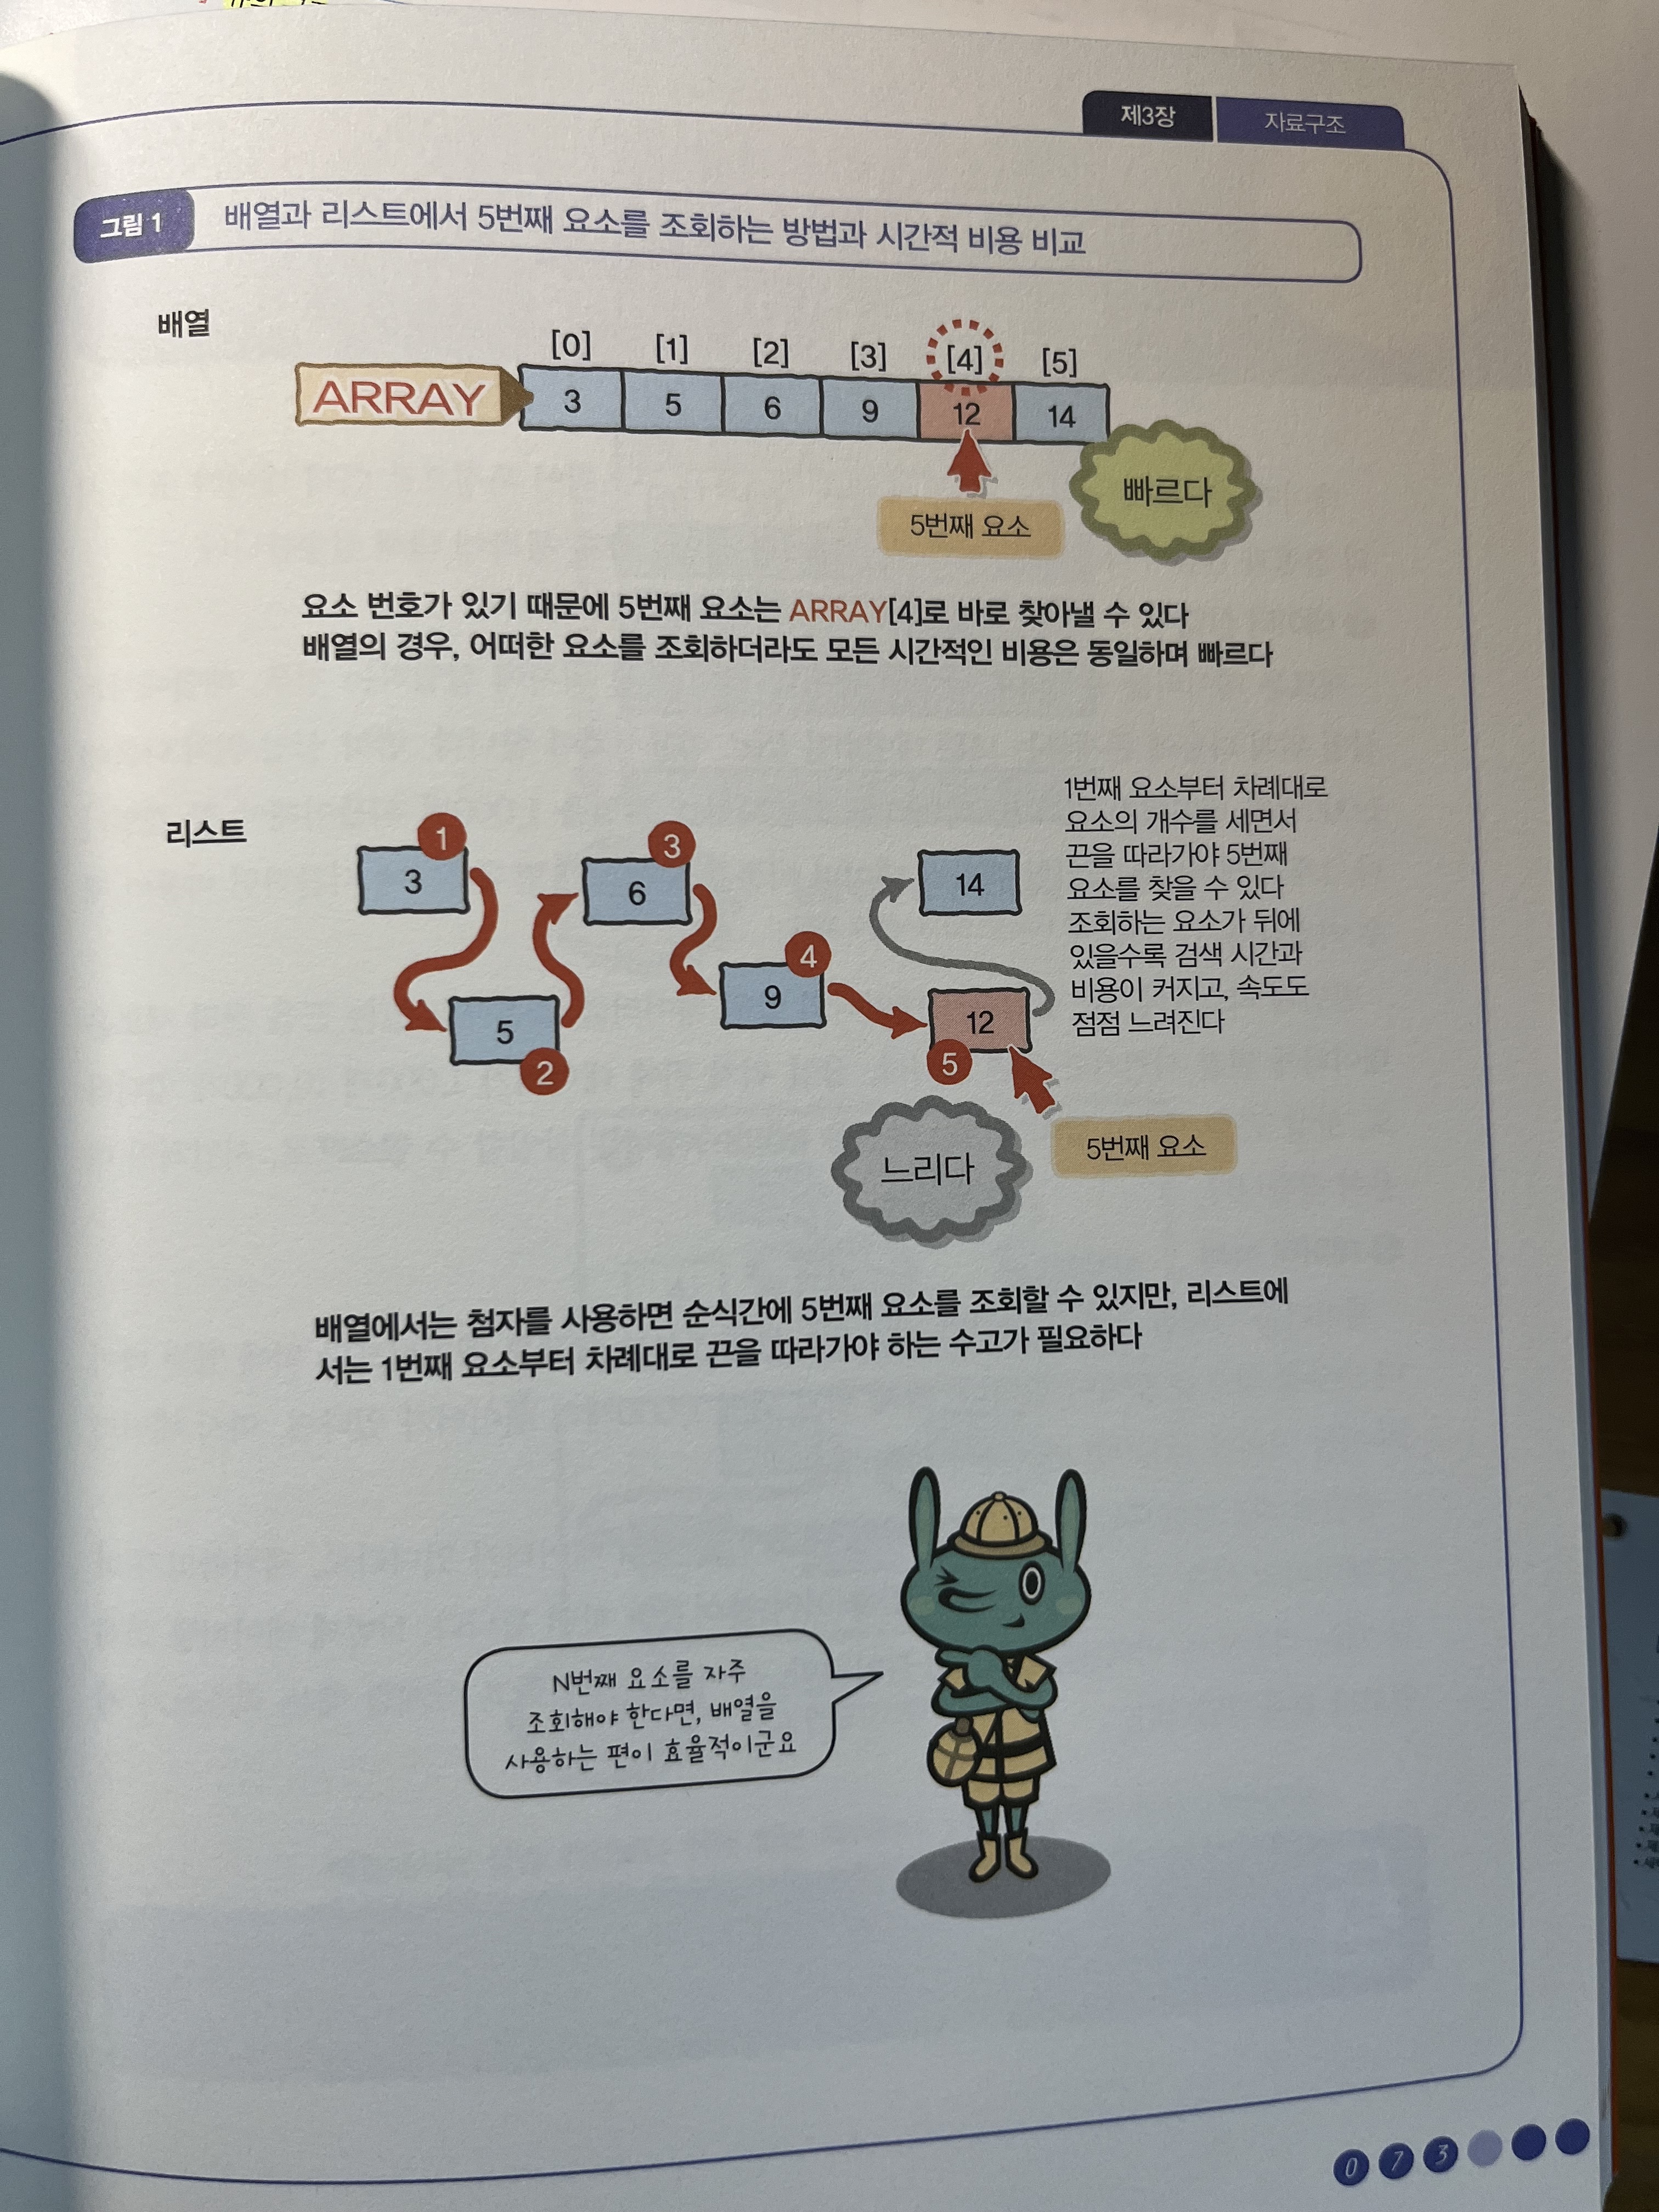 제3장 자료구조
그림 1 배열과 리스트에서 5번째 요소를 조회하는 방법과 시간적 비용 비교
배열
[0] [1] [2] [3] [4] [5]
ARRAY 3 5 6 9 12 14
빠르다
5번째 요소
요소 번호가 있기 때문에 5번째 요소는 ARRAY[4]로 바로 찾아낼 수 있다
배열의 경우, 어떠한 요소를 조회하더라도 모든 시간적인 비용은 동일하며 빠르다
리스트
1
3
3
6
14
4
9
5
2
12
5
1번째 요소부터 차례대로
요소의 개수를 세면서
끈을 따라가야 5번째
요소를 찾을 수 있다
조회하는 요소가 뒤에
있을수록 검색 시간과
비용이 커지고, 속도도
점점 느려진다
5번째 요소
느리다
배열에서는 첨자를 사용하면 순식간에 5번째 요소를 조회할 수 있지만, 리스트에
서는 1번째 요소부터 차례대로 끈을 따라가야 하는 수고가 필요하다
N번째 요소를 자주
조회해야 한다면, 배열을
사용하는 편이 효율적이군요
073